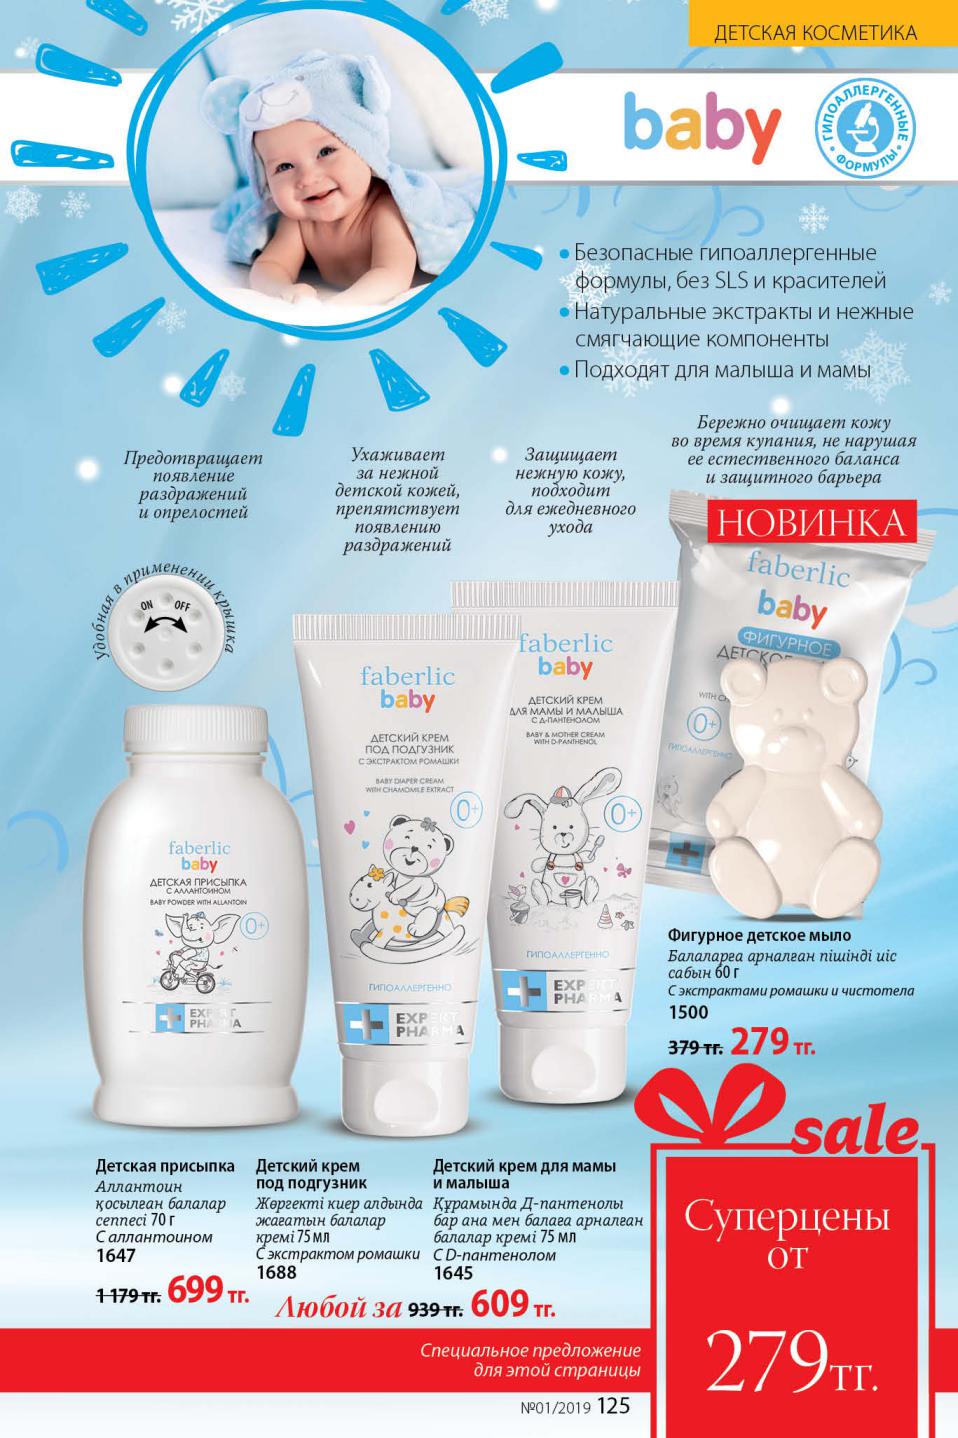 ДЕТСКАЯ КОСМЕТИКА
baby
ГИПОАЛЛЕРГЕННЫЕ
ФОРМУЛЫ
• Безопасные гипоаллергенные
формулы, без SLS и красителей
• Натуральные экстракты и нежные
смягчающие компоненты
• Подходят для малыша и мамы
Предотвращает
появление
раздражений
и опрелостей
Ухаживает
за нежной
детской кожей,
препятствует
появлению
раздражений
Защищает
нежную кожу,
подходит
для ежедневного
ухода
Бережно очищает кожу
во время купания, не нарушая
ее естественного баланса
и защитного барьера
НОВИНКА
Удобная в применении крышка
ON OFF
faberlic
baby
ДЕТСКАЯ ПРИСЫПКА
С АЛЛАНТОИНОМ
BABY POWDER WITH ALLANTOIN
0+
EXPERT
PHARMA
faberlic
baby
ДЕТСКИЙ КРЕМ
ПОД ПОДГУЗНИК
С ЭКСТРАКТОМ РОМАШКИ
BABY DIAPER CREAM
WITH CHAMOMILE EXTRACT
0+
ГИПОАЛЛЕРГЕННО
EXPERT
PHARMA
faberlic
baby
ДЕТСКИЙ КРЕМ
ДЛЯ МАМЫ И МАЛЫША
С Д-ПАНТЕНОЛОМ
BABY & MOTHER CREAM
WITH D-PANTHENOL
0+
ГИПОАЛЛЕРГЕННО
EXPERT
PHARMA
faberlic
baby
ФИГУРНОЕ
ДЕТСКОЕ
WITH
0+
ГИПОАЛЛЕРГЕННО
Фигурное детское мыло
Балаларға арналған пішінді иіс
сабын 60 г
С экстрактами ромашки и чистотела
1500
379 тг. 279 тг.
Детская присыпка
Аллантоин
қосылған балалар
сеппесі 70 г
С аллантоином
1647
1 179 тг. 699 тг.
Детский крем
под подгузник
Жөргекті киер алдында
жағатын балалар
кремі 75 мл
С экстрактом ромашки
1688
Детский крем для мамы
и малыша
Құрамында Д-пантенолы
бар ана мен балаға арналған
балалар кремі 75 мл
С D-пантенолом
1645
Любой за 939 тг. 609 тг.
sale
Суперцены
от
279тг.
Специальное предложение
для этой страницы
№01/2019 125